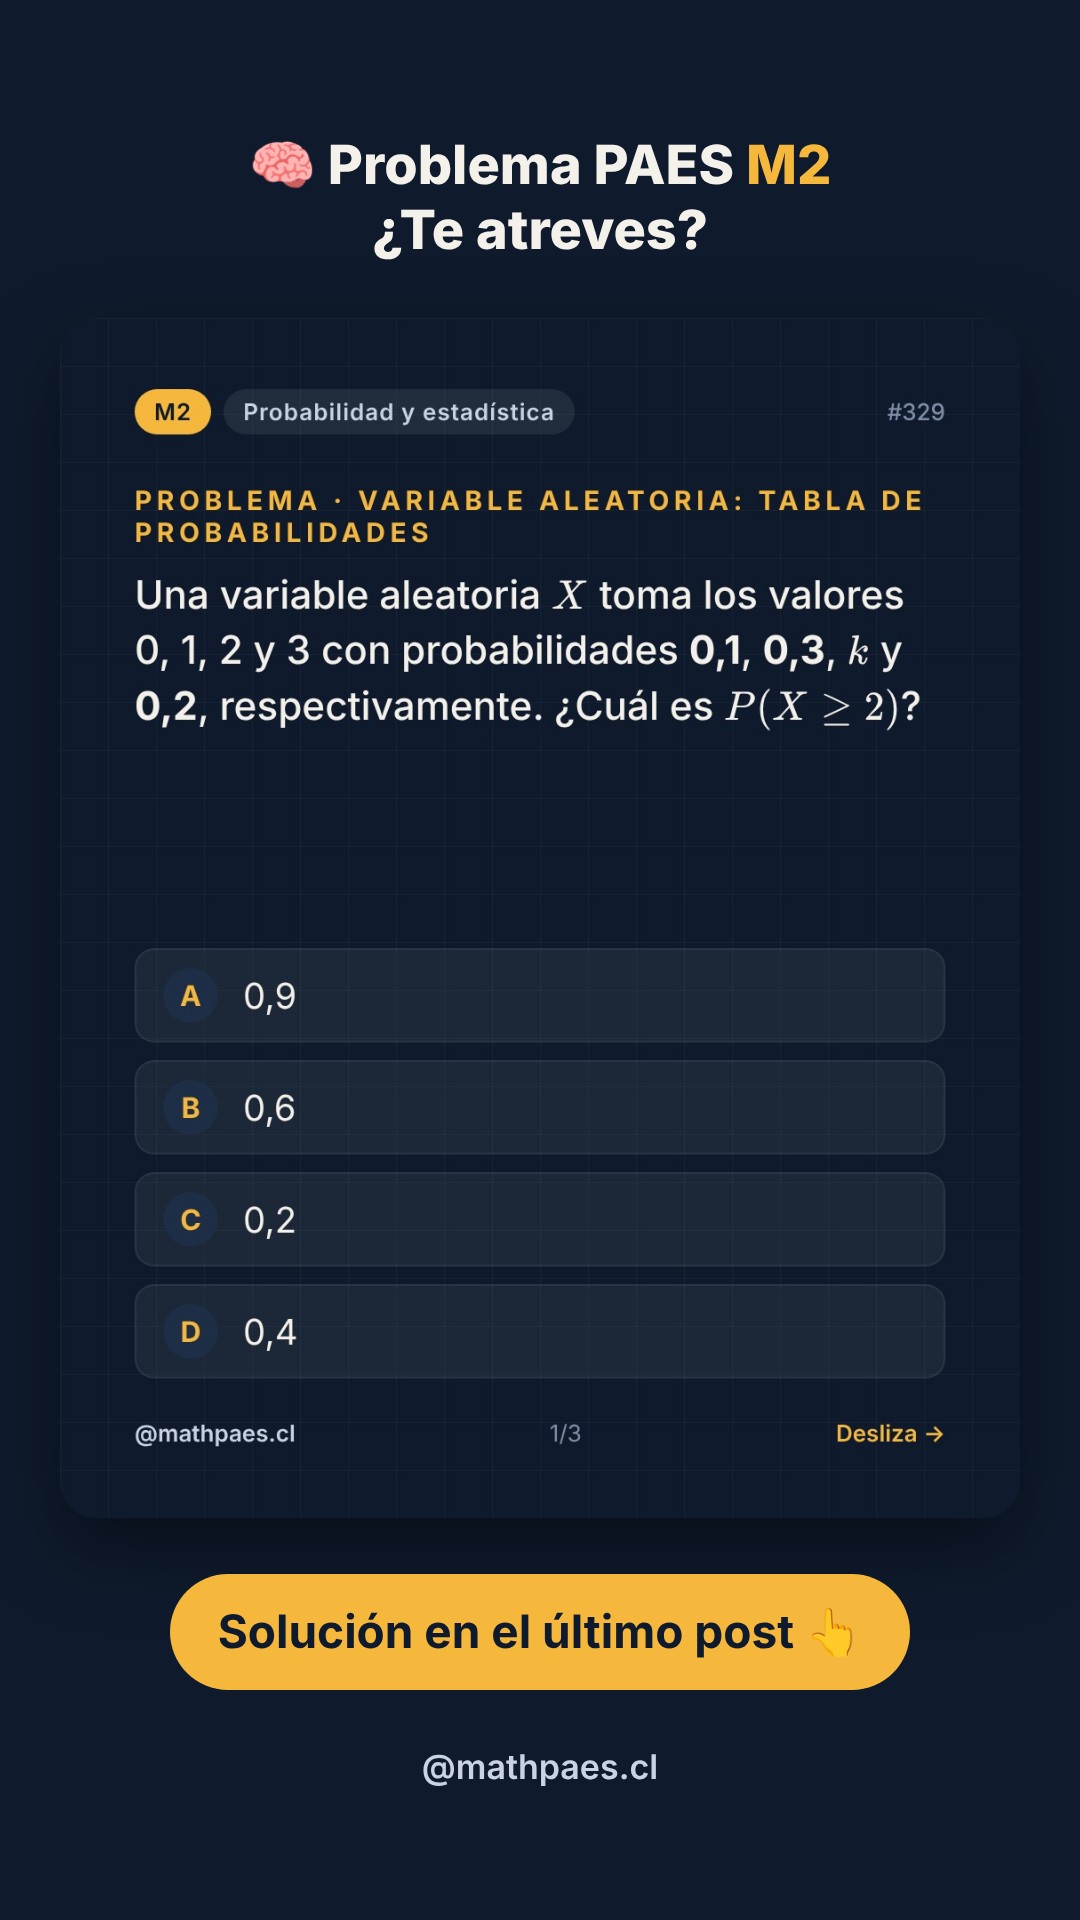 🧠 Problema PAES M2
¿Te atreves?
M2 Probabilidad y estadística #329
PROBLEMA · VARIABLE ALEATORIA: TABLA DE
PROBABILIDADES
Una variable aleatoria X toma los valores
0, 1, 2 y 3 con probabilidades 0,1, 0,3, k y
0,2, respectivamente. ¿Cuál es P(X ≥ 2)?
A 0,9
B 0,6
C 0,2
D 0,4
@mathpaes.cl 1/3 Desliza →
Solución en el último post 👆
@mathpaes.cl